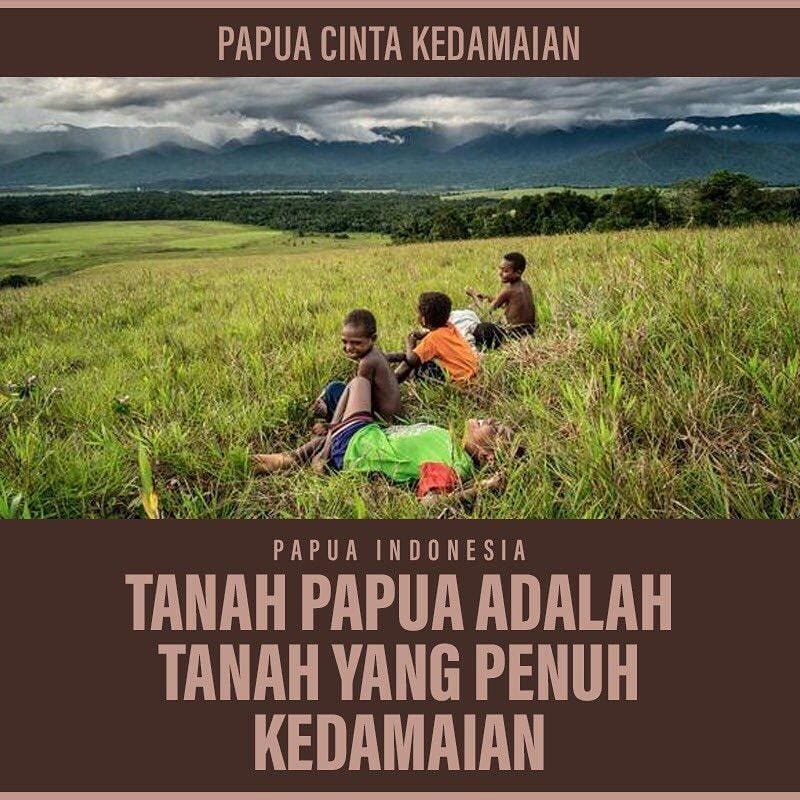 PAPUA CINTA KEDAMAIAN
PAPUA INDONESIA
TANAH PAPUA ADALAH
TANAH YANG PENUH
KEDAMAIAN